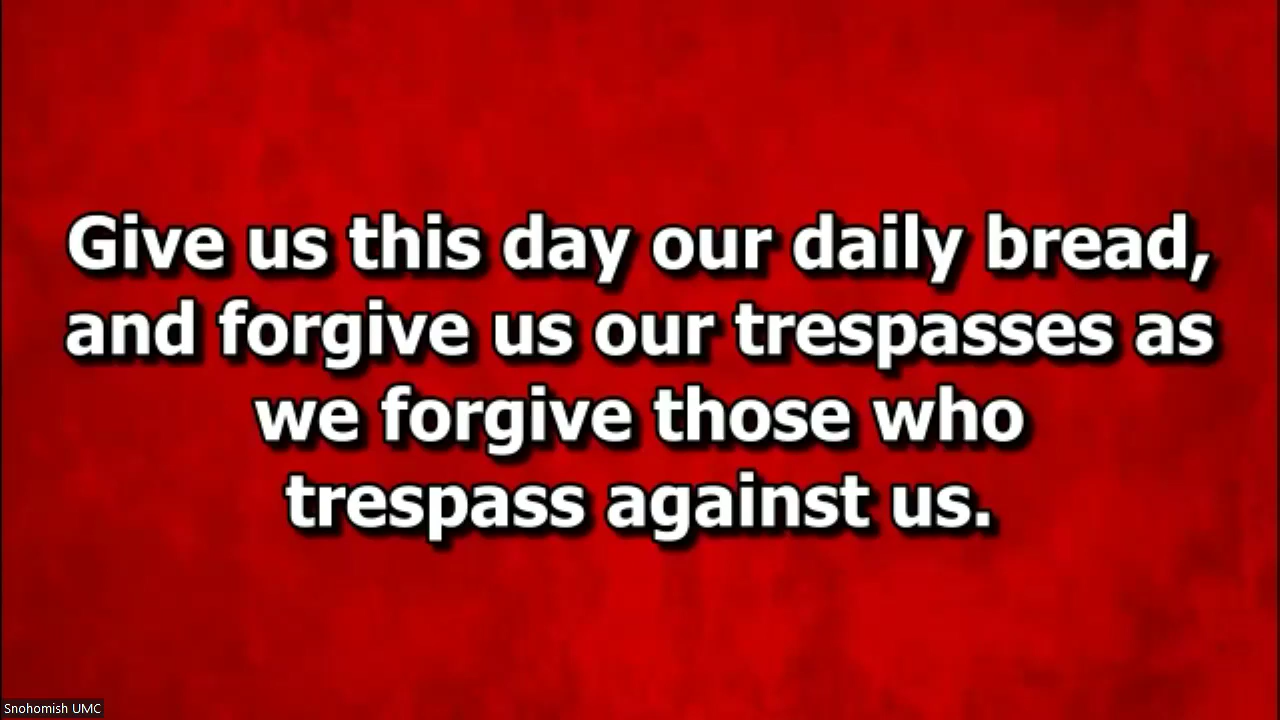 Give us this day our daily bread,
and forgive us our trespasses as
we forgive those who
trespass against us.
Snohomish UMC